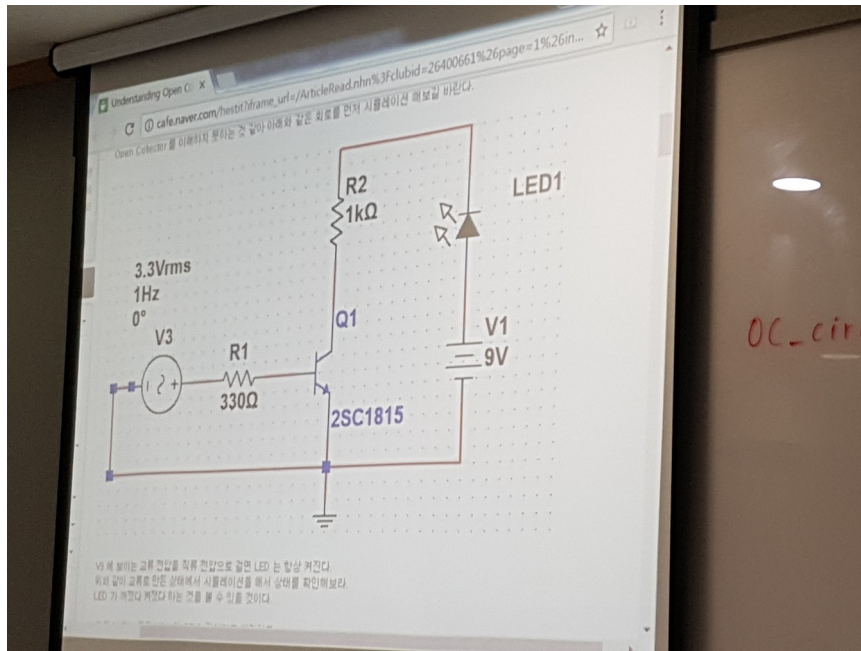 Understanding Open C
cafe.naver.com/hestit?iframe_url=/ArticleRead.nhn%3Fclubid=26400661%26page=1%26in...
Open Collector 를 이해하지 못하는 것 같아 아래와 같은 회로를 먼저 시뮬레이션 해보길 바란다.
R2
1kΩ
LED1
3.3Vrms
1Hz
0°
V3
R1
330Ω
Q1
2SC1815
V1
9V
OC_cir
V3 에 보이는 교류 전압을 직류 전압으로 걸면 LED 는 항상 켜진다.
위와 같이 교류로 만든 상태에서 시뮬레이션을 해서 상태를 확인해보라.
LED 가 꺼졌다 켜졌다 하는 것을 볼 수 있을 것이다.